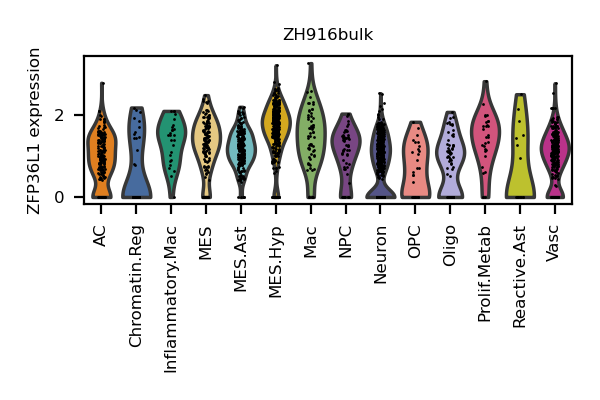 ZH916bulk
ZFP36L1 expression
2
0
AC
Chromatin.Reg
Inflammatory.Mac
MES
MES.Ast
MES.Hyp
Mac
NPC
Neuron
OPC
Oligo
Prolif.Metab
Reactive.Ast
Vasc